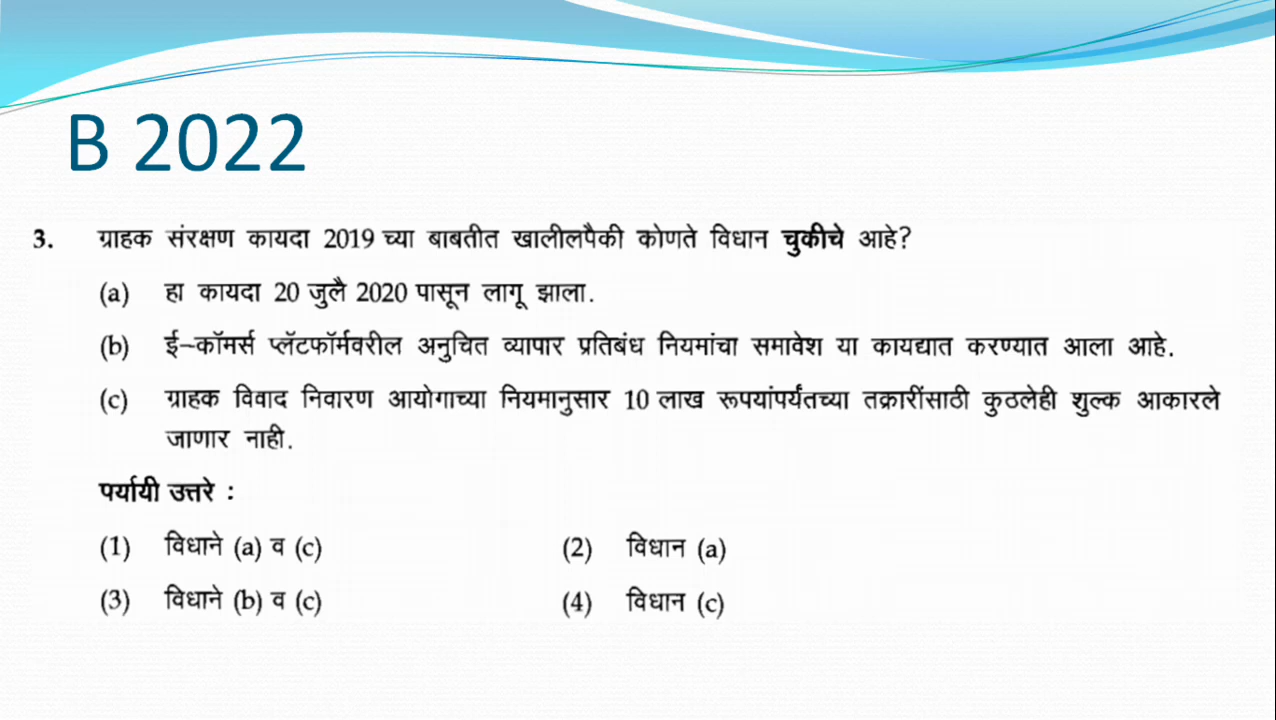 B 2022
3. ग्राहक संरक्षण कायदा 2019 च्या बाबतीत खालीलपैकी कोणते विधान चुकीचे आहे?
(a) हा कायदा 20 जुलै 2020 पासून लागू झाला.
(b) ई-कॉमर्स प्लॅटफॉर्मवरील अनुचित व्यापार प्रतिबंध नियमांचा समावेश या कायद्यात करण्यात आला आहे.
(c) ग्राहक विवाद निवारण आयोगाच्या नियमानुसार 10 लाख रूपयांपर्यंतच्या तक्रारींसाठी कुठलेही शुल्क आकारले
जाणार नाही.
पर्यायी उत्तरे :
(1) विधाने (a) व (c) (2) विधान (a)
(3) विधाने (b) व (c) (4) विधान (c)